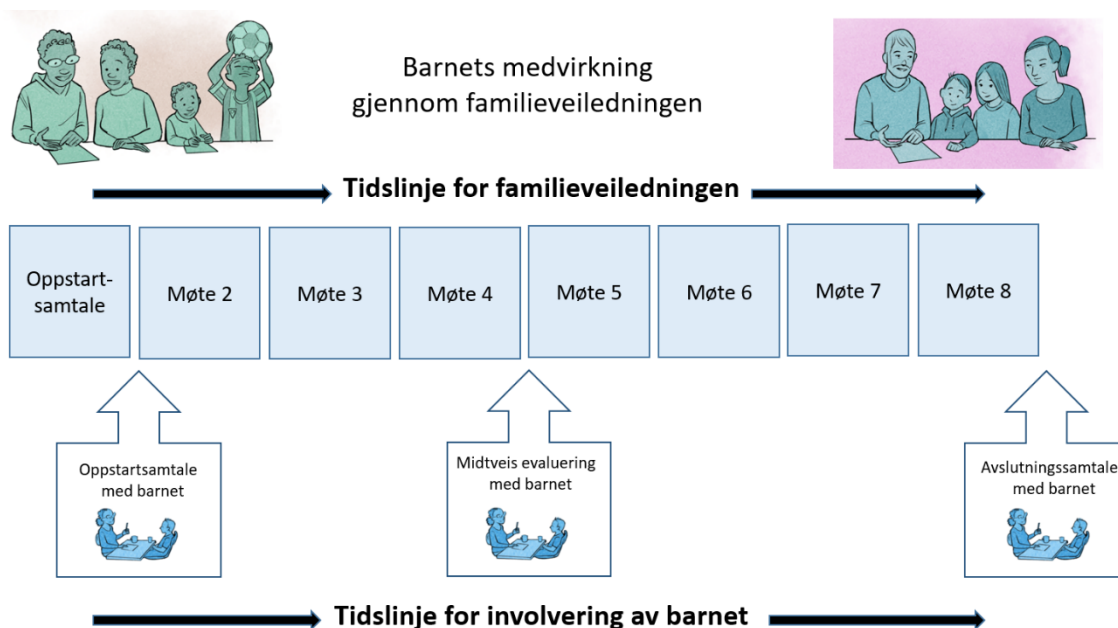 Barnets medvirkning
gjennom familieveiledningen
Tidslinje for familieveiledningen
Oppstart-
samtale
Møte 2
Møte 3
Møte 4
Møte 5
Møte 6
Møte 7
Møte 8
Oppstartsamtale
med barnet
Midtveis evaluering
med barnet
Avslutningssamtale
med barnet
Tidslinje for involvering av barnet